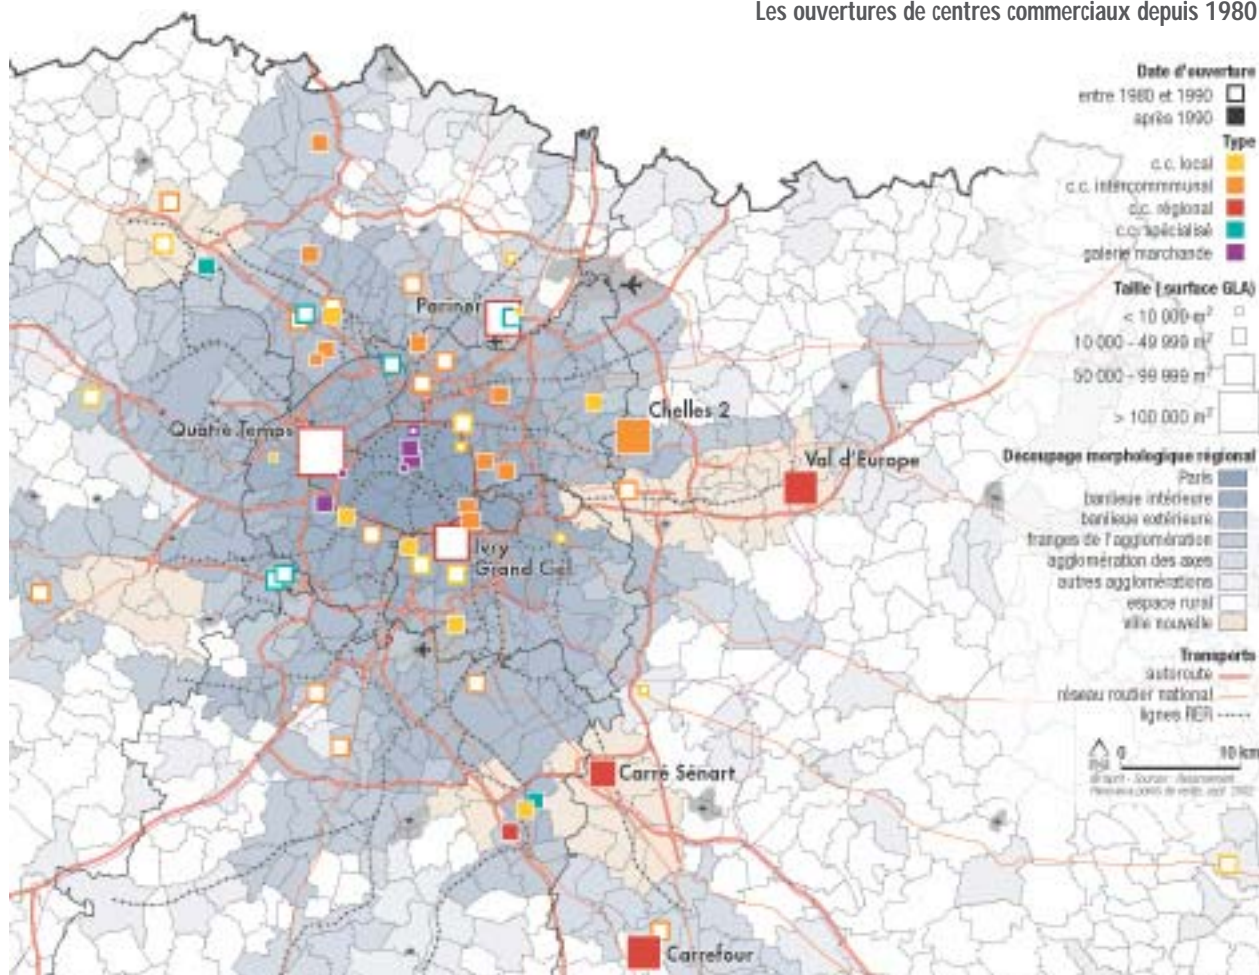 Les ouvertures de centres commerciaux depuis 1980
Date d'ouverture
entre 1980 et 1990
après 1990
Type
c.c. local
c.c. intercommunal
c.c. régional
c.c. spécialisé
galerie marchande
Taille (surface GLA)
< 10 000 m²
10 000 - 49 999 m²
50 000 - 99 999 m²
> 100 000 m²
Découpage morphologique régional
Paris
banlieue intérieure
banlieue extérieure
franges de l'agglomération
agglomération des axes
autres agglomérations
espace rural
ville nouvelle
Transports
autoroute
réseau routier national
lignes RER
0 10 km
Parinor
Quatre Temps
Chelles 2
Val d'Europe
Ivry
Grand Ciel
Carré Sénart
Carrefour